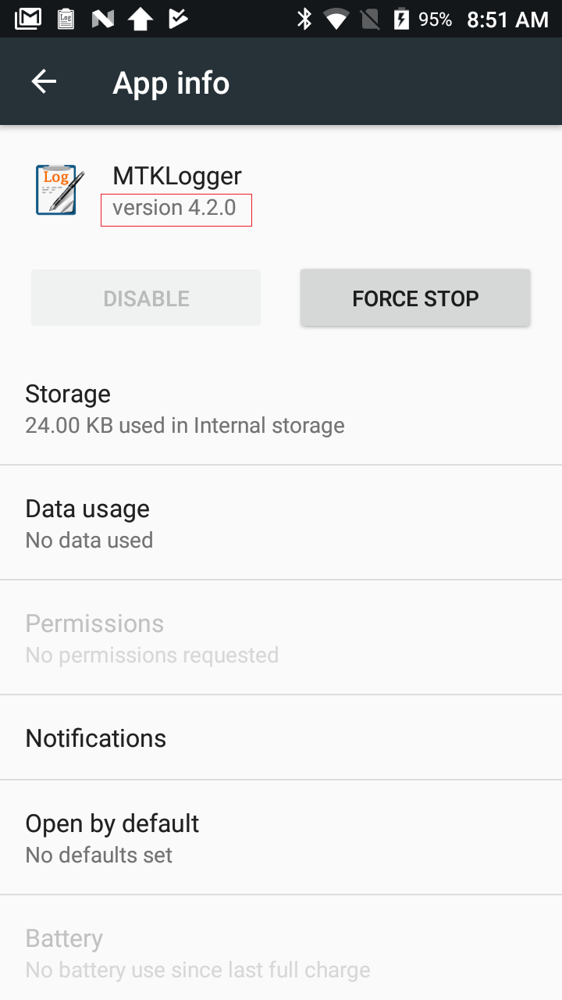 95% 8:51 AM
App info
Log
MTKLogger
version 4.2.0
DISABLE
FORCE STOP
Storage
24.00 KB used in Internal storage
Data usage
No data used
Permissions
No permissions requested
Notifications
Open by default
No defaults set
Battery
No battery use since last full charge